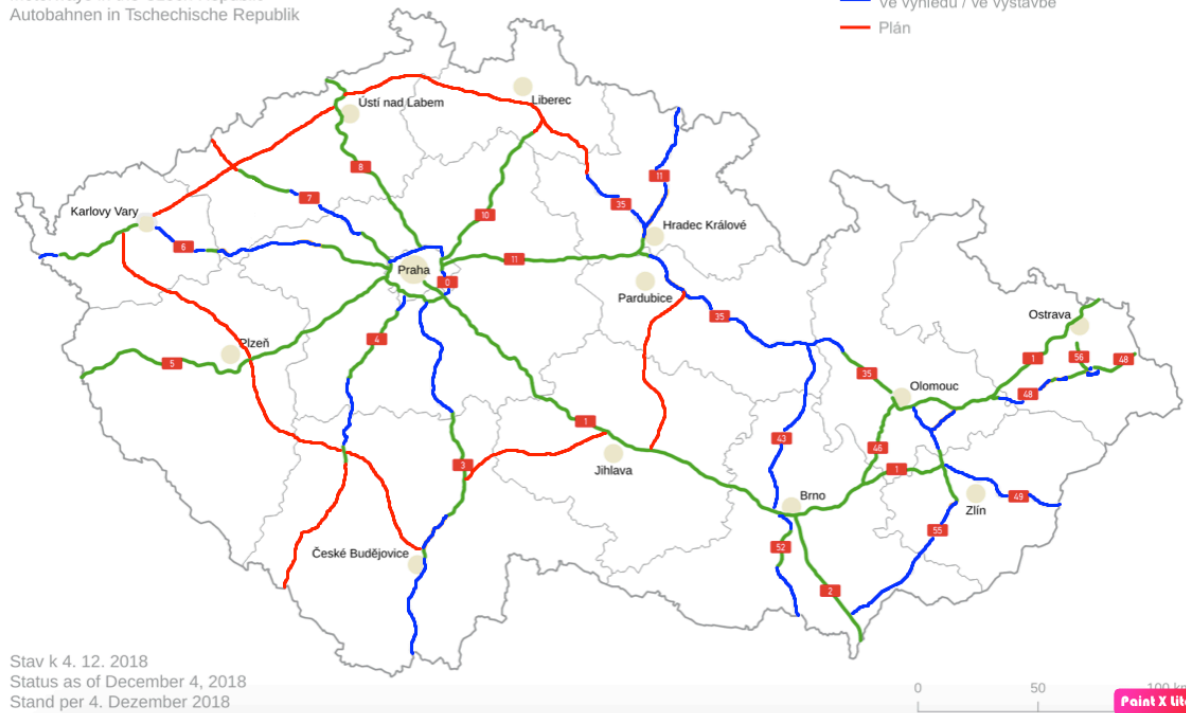 Autobahnen in Tschechische Republik
Ve výhledu / ve výstavbě
Plán
Ústí nad Labem
Liberec
8
11
Karlovy Vary
7
35
10
Hradec Králové
6
11
Praha
0
Pardubice
35
Ostrava
4
Plzeň
5
1
56
48
35
Olomouc
48
1
43
46
3
Jihlava
1
Brno
49
Zlín
55
52
České Budějovice
2
Stav k 4. 12. 2018
Status as of December 4, 2018
Stand per 4. Dezember 2018
0
50
100
Paint X Lite